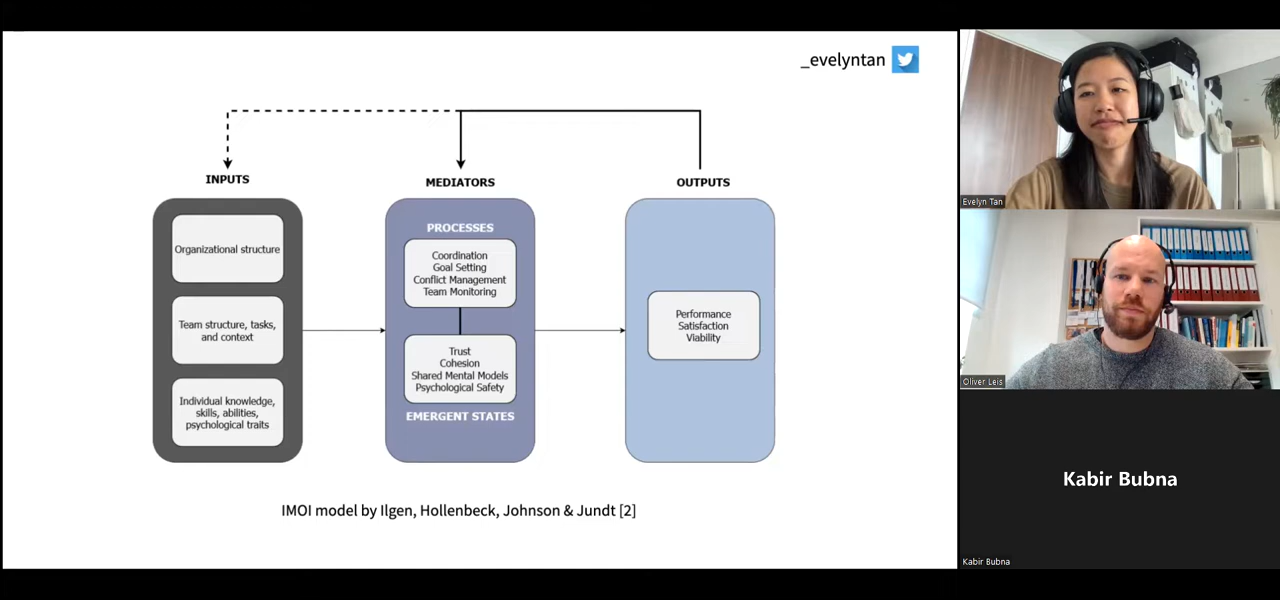 _evelyntan
INPUTS
Organizational structure
Team structure, tasks,
and context
Individual knowledge,
skills, abilities,
psychological traits
MEDIATORS
PROCESSES
Coordination
Goal Setting
Conflict Management
Team Monitoring
Trust
Cohesion
Shared Mental Models
Psychological Safety
EMERGENT STATES
OUTPUTS
Performance
Satisfaction
Viability
IMOI model by Ilgen, Hollenbeck, Johnson & Jundt [2]
Evelyn Tan
Oliver Leis
Kabir Bubna
Kabir Bubna